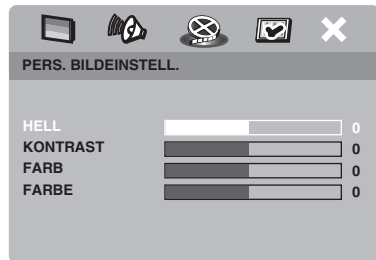 PERS. BILDEINSTELL.
HELL 0
KONTRAST 0
FARB 0
FARBE 0